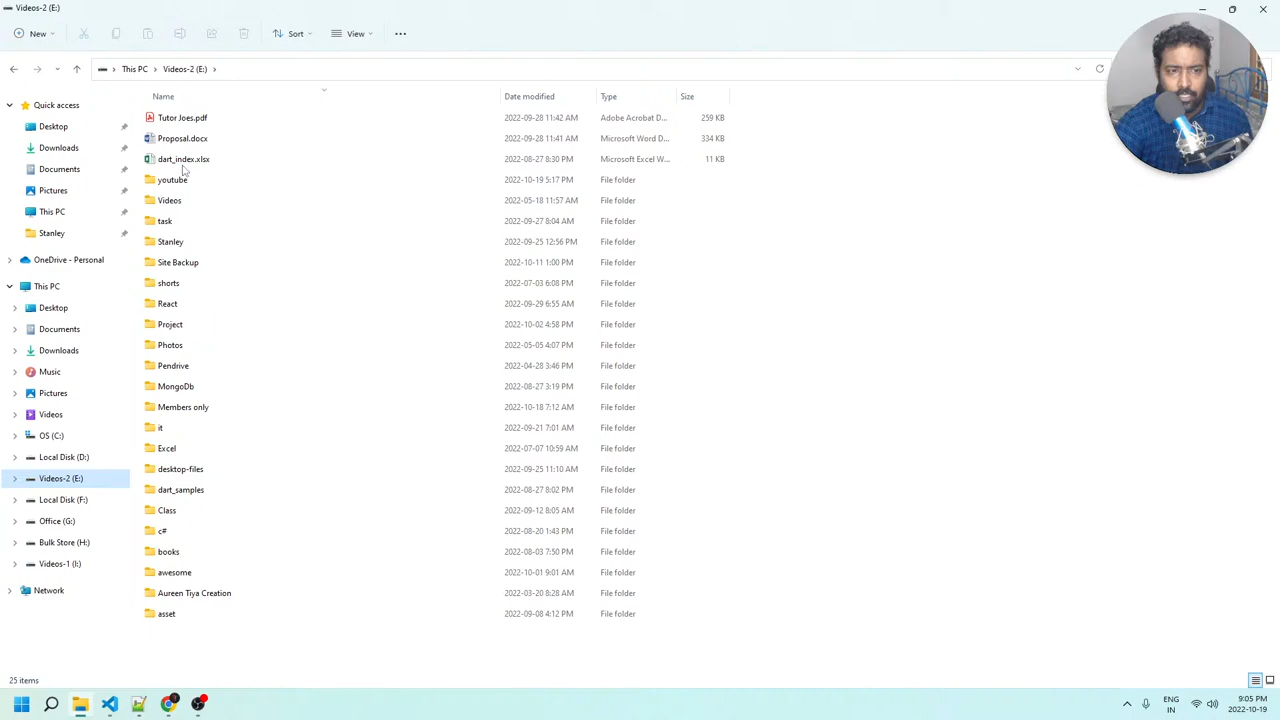 Videos-2 (E:)
New Sort View
This PC Videos-2 (E:)
Name Date modified Type Size
Quick access
Desktop
Downloads
Documents
Pictures
This PC
Stanley
OneDrive - Personal
This PC
Desktop
Documents
Downloads
Music
Pictures
Videos
OS (C:)
Local Disk (D:)
Videos-2 (E:)
Local Disk (F:)
Office (G:)
Bulk Store (H:)
Videos-1 (I:)
Network
Tutor Joes.pdf 2022-09-28 11:42 AM Adobe Acrobat D... 259 KB
Proposal.docx 2022-09-28 11:41 AM Microsoft Word D... 334 KB
dart_index.xlsx 2022-08-27 8:30 PM Microsoft Excel W... 11 KB
youtube 2022-10-19 5:17 PM File folder
Videos 2022-05-18 11:57 AM File folder
task 2022-09-27 8:04 AM File folder
Stanley 2022-09-25 12:56 PM File folder
Site Backup 2022-10-11 1:00 PM File folder
shorts 2022-07-03 6:08 PM File folder
React 2022-09-29 6:55 AM File folder
Project 2022-10-02 4:58 PM File folder
Photos 2022-05-05 4:07 PM File folder
Pendrive 2022-04-28 3:46 PM File folder
MongoDb 2022-08-27 3:19 PM File folder
Members only 2022-10-18 7:12 AM File folder
it 2022-09-21 7:01 AM File folder
Excel 2022-07-07 10:59 AM File folder
desktop-files 2022-09-25 11:10 AM File folder
dart_samples 2022-08-27 8:02 PM File folder
Class 2022-09-12 8:05 AM File folder
c# 2022-08-20 1:43 PM File folder
books 2022-08-03 7:50 PM File folder
awesome 2022-10-01 9:01 AM File folder
Aureen Tiya Creation 2022-03-20 8:28 AM File folder
asset 2022-09-08 4:12 PM File folder
25 items
ENG
IN
9:05 PM
2022-10-19